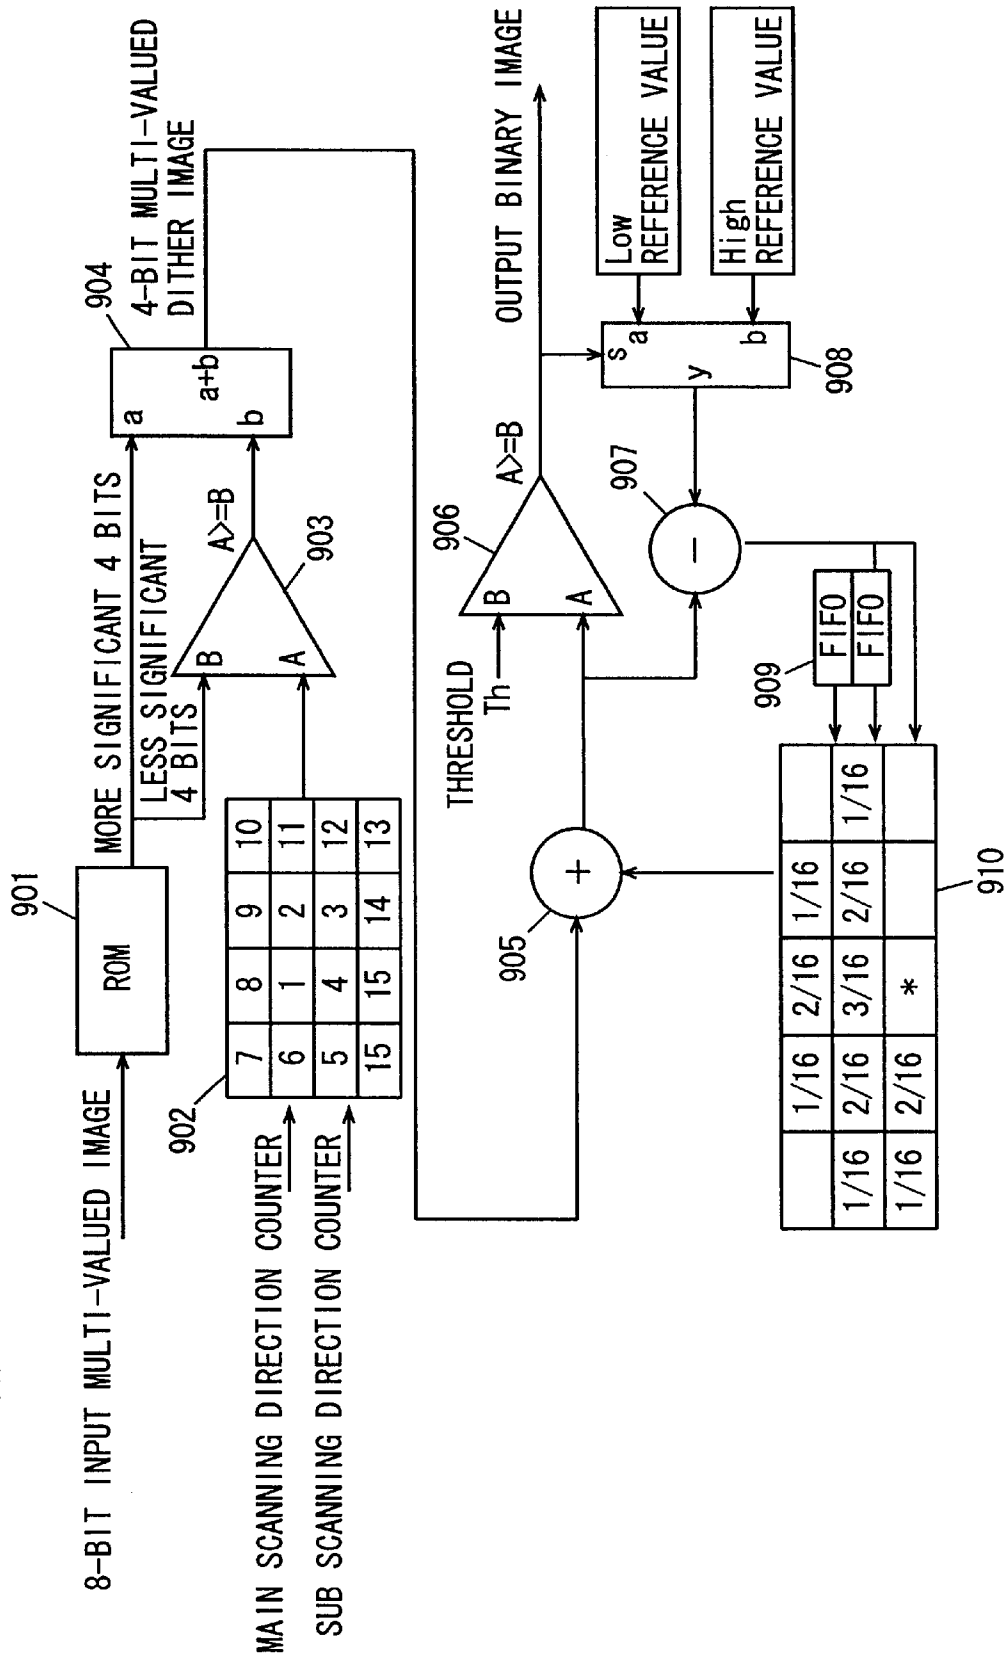 8-BIT INPUT MULTI-VALUED IMAGE
901
ROM
MORE SIGNIFICANT 4 BITS
LESS SIGNIFICANT
4 BITS
904
a
a+b
b
4-BIT MULTI-VALUED
DITHER IMAGE
A>=B
903
B
A
902
7 8 9 10
6 1 2 11
5 4 3 12
15 15 14 13
MAIN SCANNING DIRECTION COUNTER
SUB SCANNING DIRECTION COUNTER
THRESHOLD
Th
906
B
A
A>=B
OUTPUT BINARY IMAGE
905
+
907
-
s
a
y
b
908
Low
REFERENCE VALUE
High
REFERENCE VALUE
909
FIFO
FIFO
1/16 2/16 1/16
1/16 2/16 3/16 2/16 1/16
1/16 2/16 *
910